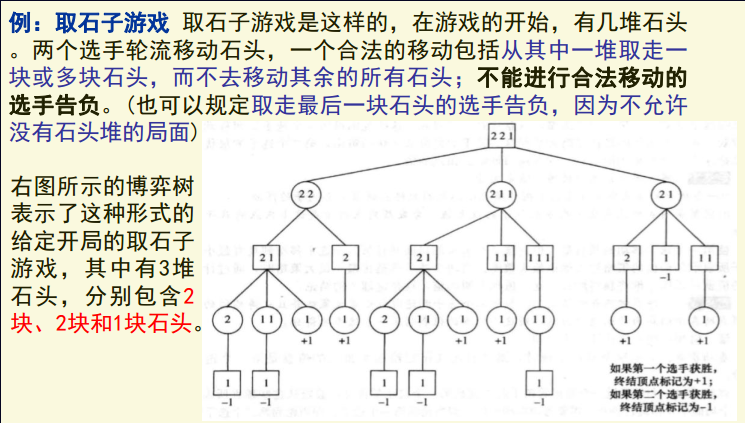 例：取石子游戏 取石子游戏是这样的，在游戏的开始，有几堆石头
。两个选手轮流移动石头，一个合法的移动包括从其中一堆取走一
块或多块石头，而不去移动其余的所有石头；不能进行合法移动的
选手告负。(也可以规定取走最后一块石头的选手告负，因为不允许
没有石头堆的局面)
右图所示的博弈树
表示了这种形式的
给定开局的取石子
游戏，其中有3堆
石头，分别包含2
块、2块和1块石头。
2 2 1
2 2 2 1 1 2 1
2 1 2 2 1 1 1 1 1 1 2 1 1 1
-1
2 1 1 1 1 2 1 1 1 1 1 1 1 1
+1 +1 +1 +1 +1 +1
1 1 1 1 1
-1 -1 -1 -1 -1
如果第一个选手获胜，
终结顶点标记为+1；
如果第二个选手获胜，
终结顶点标记为-1